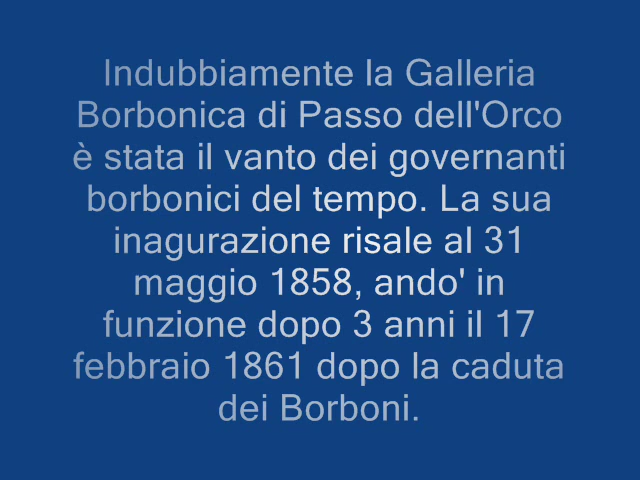 Indubbiamente la Galleria
Borbonica di Passo dell'Orco
è stata il vanto dei governanti
borbonici del tempo. La sua
inagurazione risale al 31
maggio 1858, ando' in
funzione dopo 3 anni il 17
febbraio 1861 dopo la caduta
dei Borboni.